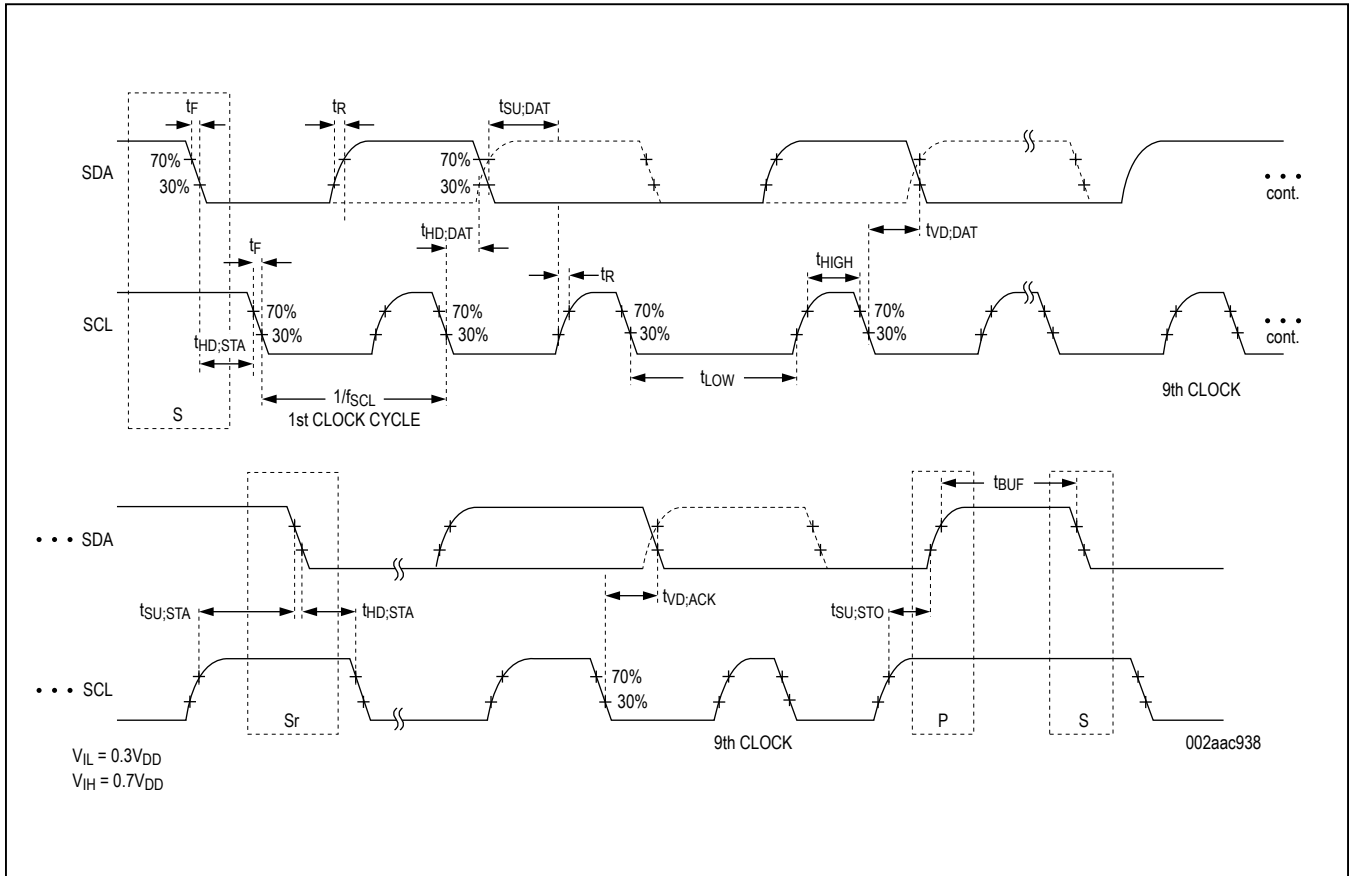 tF
tR
tSU;DAT
SDA
70%
30%
70%
30%
cont.
tHD;DAT
tVD;DAT
tF
tR
tHIGH
SCL
70%
30%
70%
30%
70%
30%
70%
30%
cont.
tHD;STA
tLOW
1/fSCL
1st CLOCK CYCLE
9th CLOCK
S
tBUF
SDA
tSU;STA
tHD;STA
tVD;ACK
tSU;STO
SCL
70%
30%
Sr
P
S
9th CLOCK
002aac938
VIL = 0.3VDD
VIH = 0.7VDD